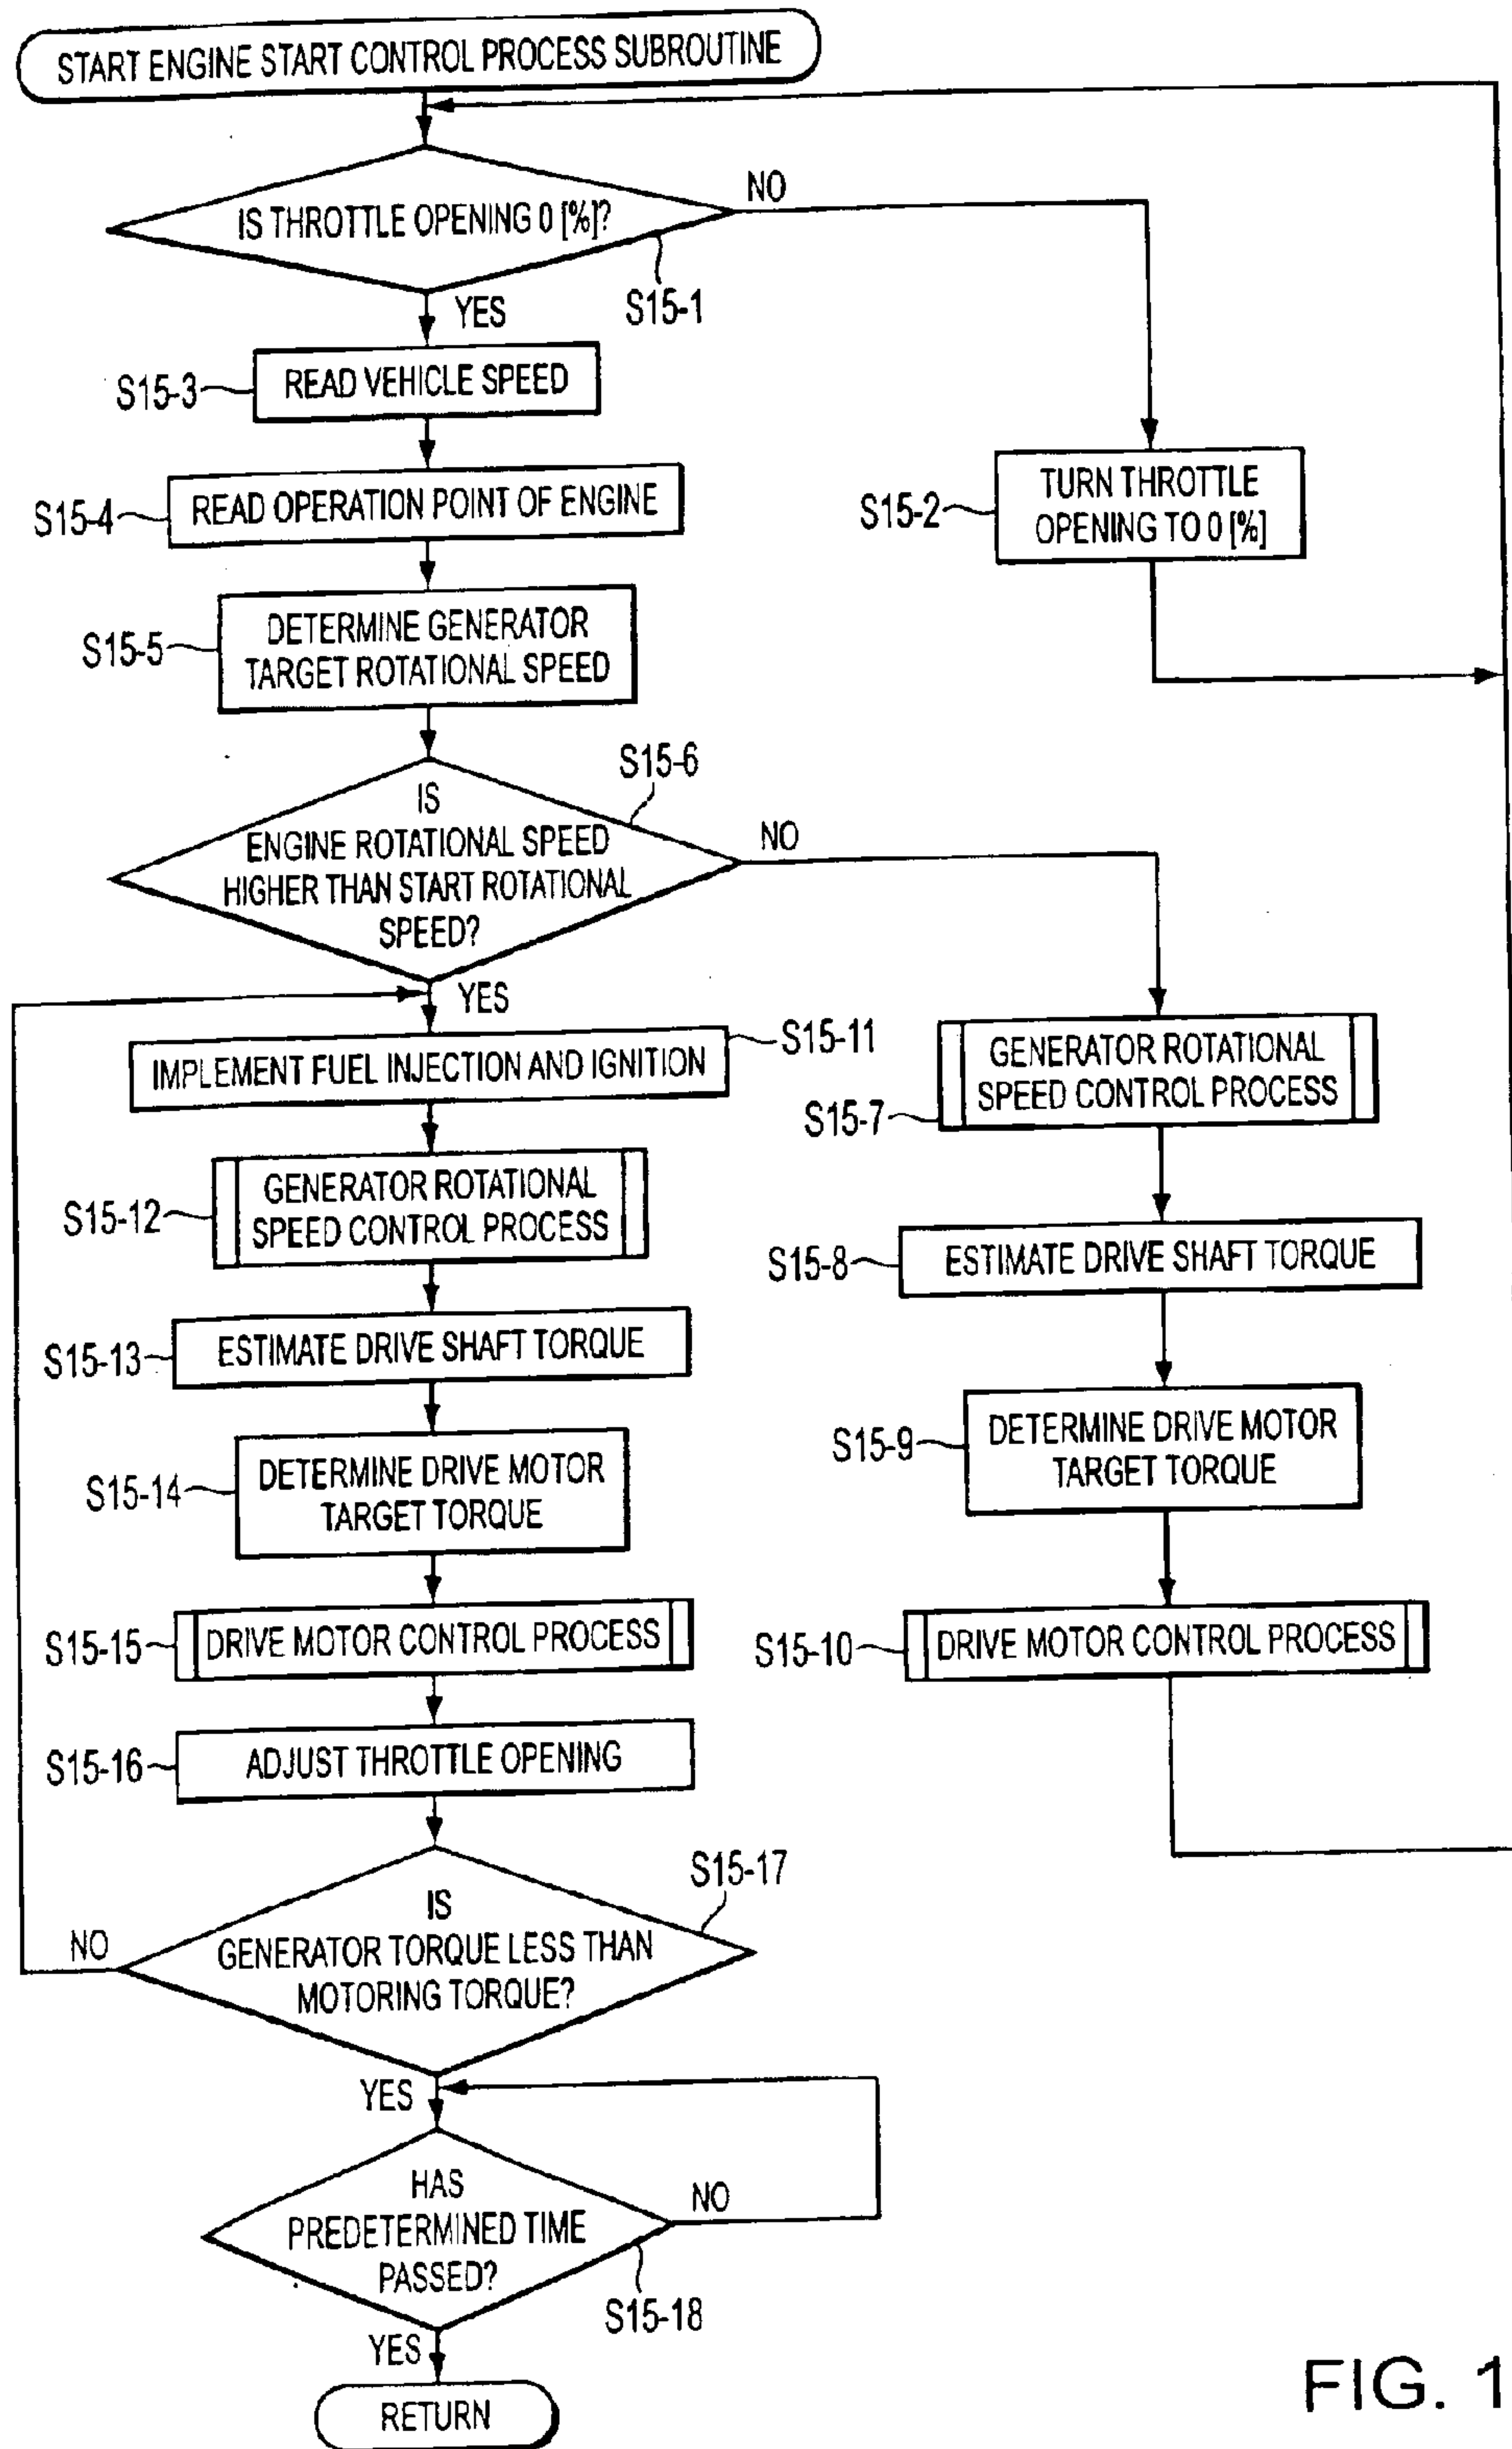 START ENGINE START CONTROL PROCESS SUBROUTINE
IS THROTTLE OPENING 0 [%]?
NO
S15-1
YES
S15-3
READ VEHICLE SPEED
S15-4
READ OPERATION POINT OF ENGINE
S15-2
TURN THROTTLE
OPENING TO 0 [%]
S15-5
DETERMINE GENERATOR
TARGET ROTATIONAL SPEED
S15-6
IS
ENGINE ROTATIONAL SPEED
HIGHER THAN START ROTATIONAL
SPEED?
NO
YES
S15-11
IMPLEMENT FUEL INJECTION AND IGNITION
S15-7
GENERATOR ROTATIONAL
SPEED CONTROL PROCESS
S15-12
GENERATOR ROTATIONAL
SPEED CONTROL PROCESS
S15-8
ESTIMATE DRIVE SHAFT TORQUE
S15-13
ESTIMATE DRIVE SHAFT TORQUE
S15-9
DETERMINE DRIVE MOTOR
TARGET TORQUE
S15-14
DETERMINE DRIVE MOTOR
TARGET TORQUE
S15-15
DRIVE MOTOR CONTROL PROCESS
S15-10
DRIVE MOTOR CONTROL PROCESS
S15-16
ADJUST THROTTLE OPENING
S15-17
IS
GENERATOR TORQUE LESS THAN
MOTORING TORQUE?
NO
YES
HAS
PREDETERMINED TIME
PASSED?
NO
S15-18
YES
RETURN
FIG. 1